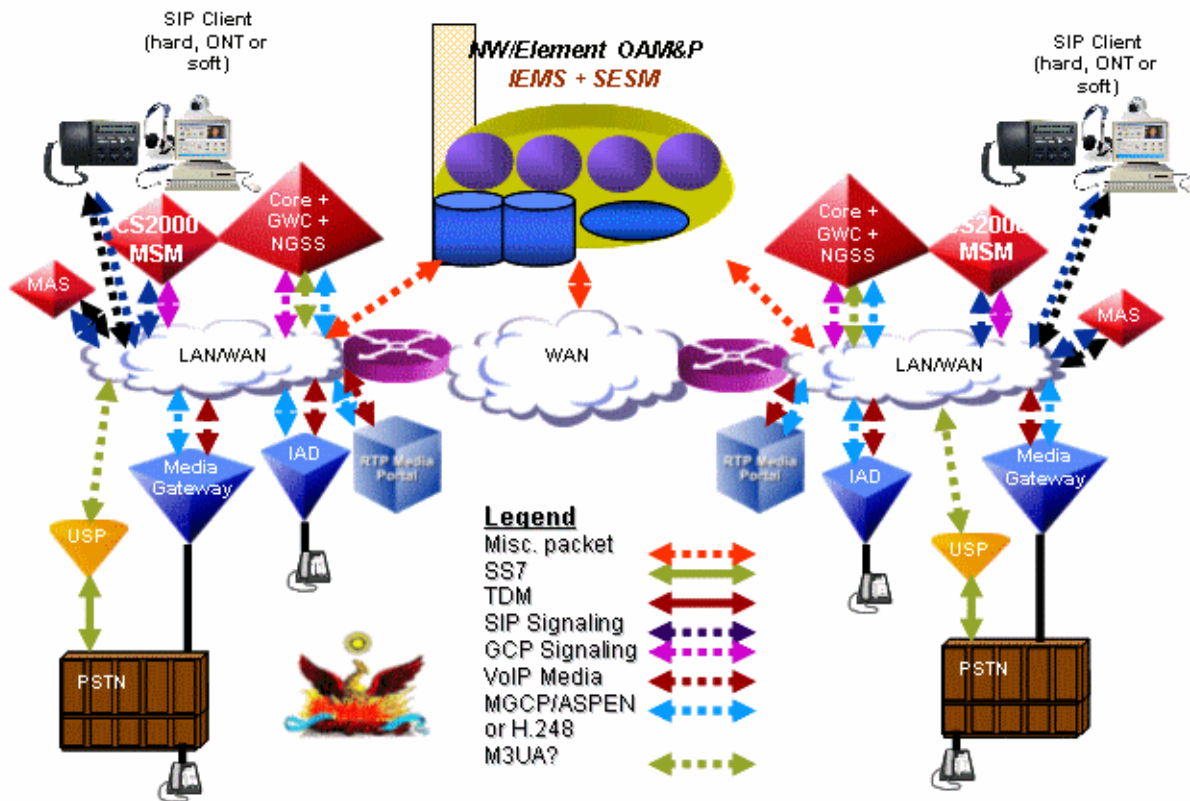 SIP Client
(hard, ONT or
soft)
NW/Element OAM&P
IEMS + SESM
SIP Client
(hard, ONT or
soft)
CS2000
MSM
Core +
GWC +
NGSS
Core +
GWC +
NGSS
CS2000
MSM
MAS
MAS
LAN/WAN
WAN
LAN/WAN
Media
Gateway
IAD
RTP Media
Portal
RTP Media
Portal
IAD
Media
Gateway
USP
USP
Legend
Misc. packet
SS7
TDM
SIP Signaling
GCP Signaling
VoIP Media
MGCP/ASPEN
or H.248
M3UA?
PSTN
PSTN